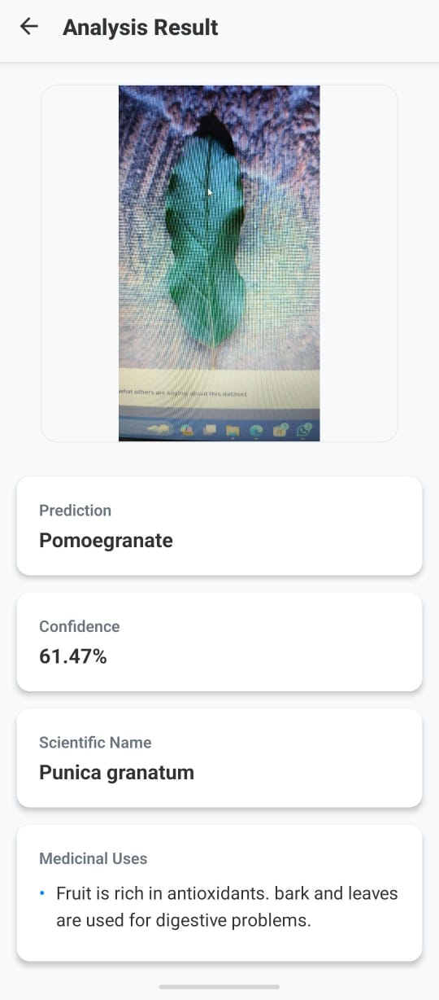 Analysis Result
what others are saying about this dataset
Prediction
Pomoegranate
Confidence
61.47%
Scientific Name
Punica granatum
Medicinal Uses
• Fruit is rich in antioxidants. bark and leaves
are used for digestive problems.